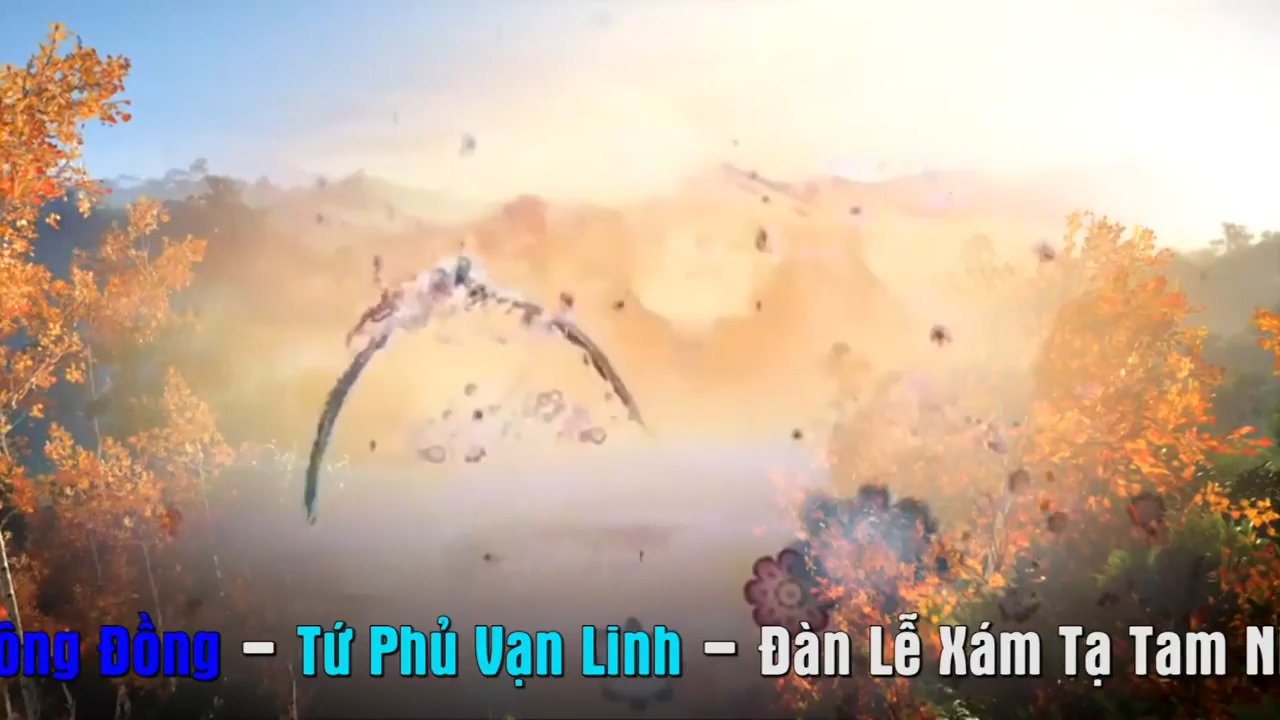 Đồng – Tứ Phủ Vạn Linh – Đàn Lễ Xám Tạ Tam